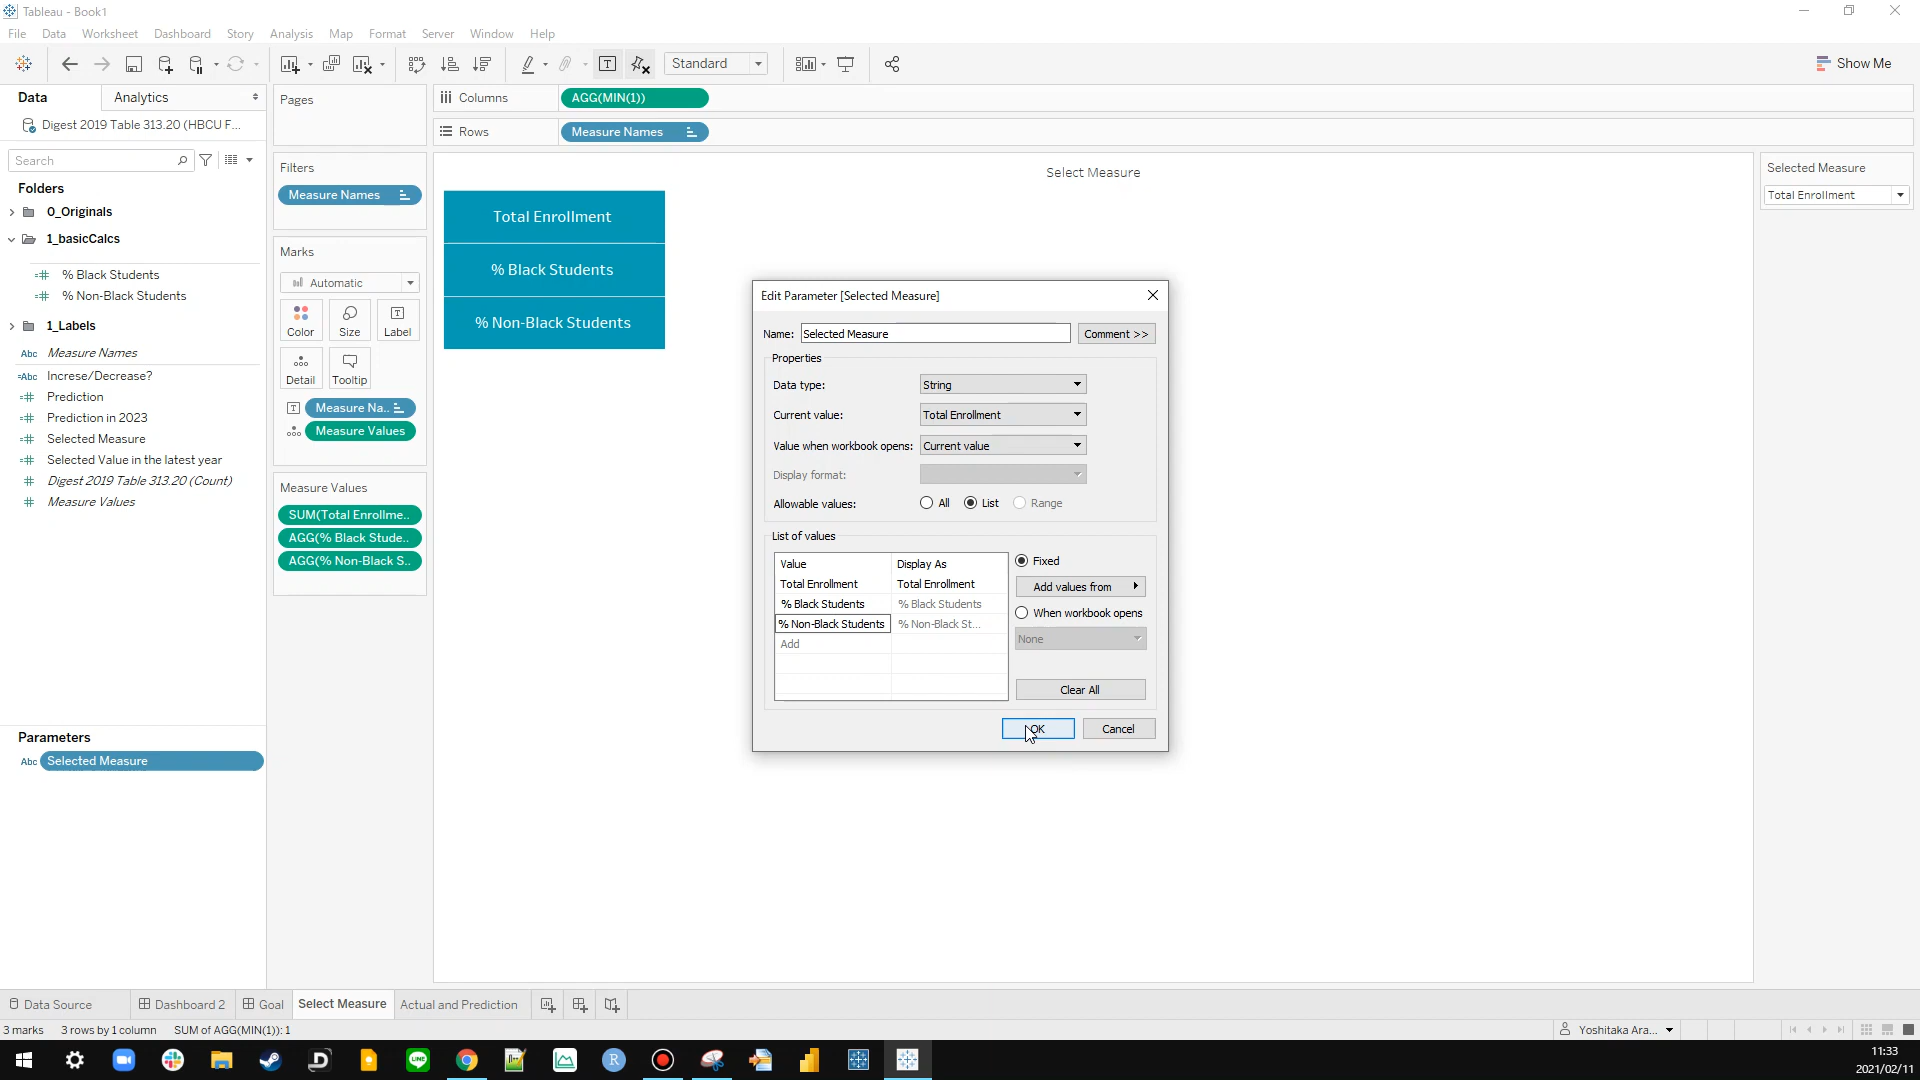 Tableau - Book1
File Data Worksheet Dashboard Story Analysis Map Format Server Window Help
Standard
Show Me
Data Analytics
Digest 2019 Table 313.20 (HBCU F...
Search
Folders
0_Originals
1_basicCalcs
% Black Students
% Non-Black Students
1_Labels
Abc Measure Names
=Abc Increse/Decrease?
Prediction
Prediction in 2023
Selected Measure
Selected Value in the latest year
Digest 2019 Table 313.20 (Count)
Measure Values
Parameters
Abc Selected Measure
Pages
Filters
Measure Names
Marks
Automatic
Color Size Label
Detail Tooltip
Measure Na..
Measure Values
Measure Values
SUM(Total Enrollme..
AGG(% Black Stude..
AGG(% Non-Black S..
Columns AGG(MIN(1))
Rows Measure Names
Select Measure
Total Enrollment
% Black Students
% Non-Black Students
Edit Parameter [Selected Measure]
Name: Selected Measure Comment >>
Properties
Data type: String
Current value: Total Enrollment
Value when workbook opens: Current value
Display format:
Allowable values: All List Range
List of values
Value Display As
Total Enrollment Total Enrollment
% Black Students % Black Students
% Non-Black Students % Non-Black St...
Add
Fixed
Add values from
When workbook opens
None
Clear All
OK Cancel
Selected Measure
Total Enrollment
Data Source Dashboard 2 Goal Select Measure Actual and Prediction
3 marks 3 rows by 1 column SUM of AGG(MIN(1)): 1
Yoshitaka Ara...
11:33
2021/02/11